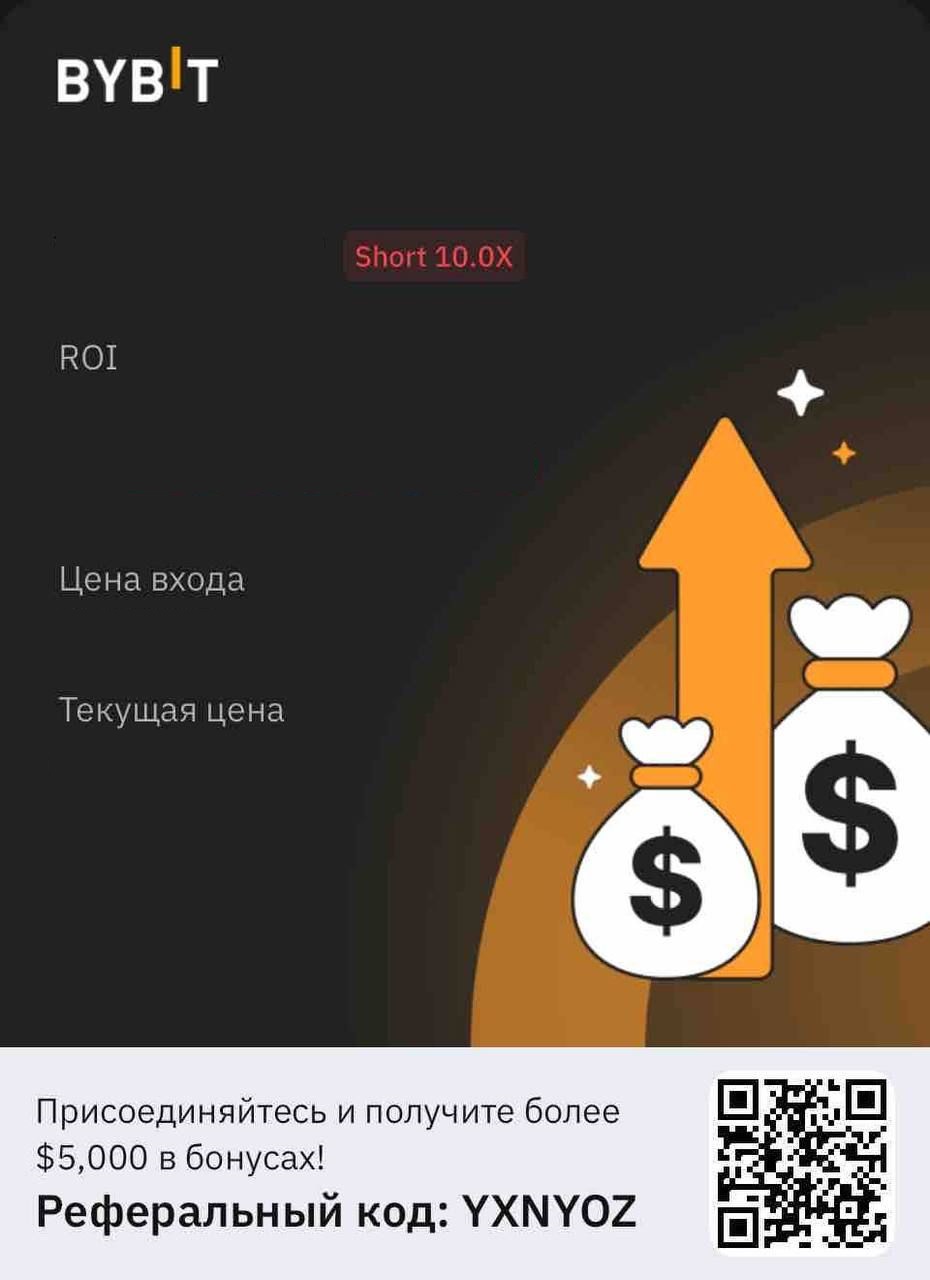 BYBIT
Short 10.0X
ROI
Цена входа
Текущая цена
$
$
Присоединяйтесь и получите более
$5,000 в бонусах!
Реферальный код: YXNYOZ